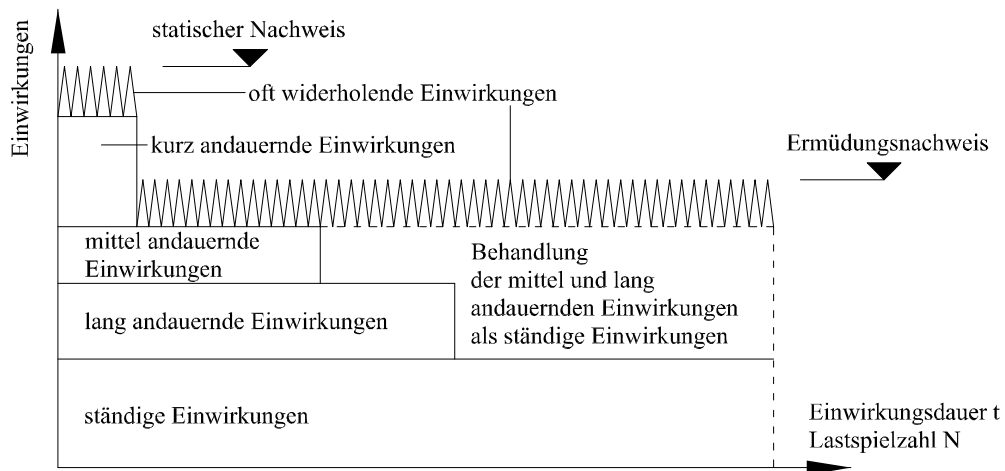 Einwirkungen
statischer Nachweis
oft widerholende Einwirkungen
kurz andauernde Einwirkungen
Ermüdungsnachweis
mittel andauernde
Einwirkungen
Behandlung
der mittel und lang
andauernden Einwirkungen
als ständige Einwirkungen
lang andauernde Einwirkungen
ständige Einwirkungen
Einwirkungsdauer t
Lastspielzahl N